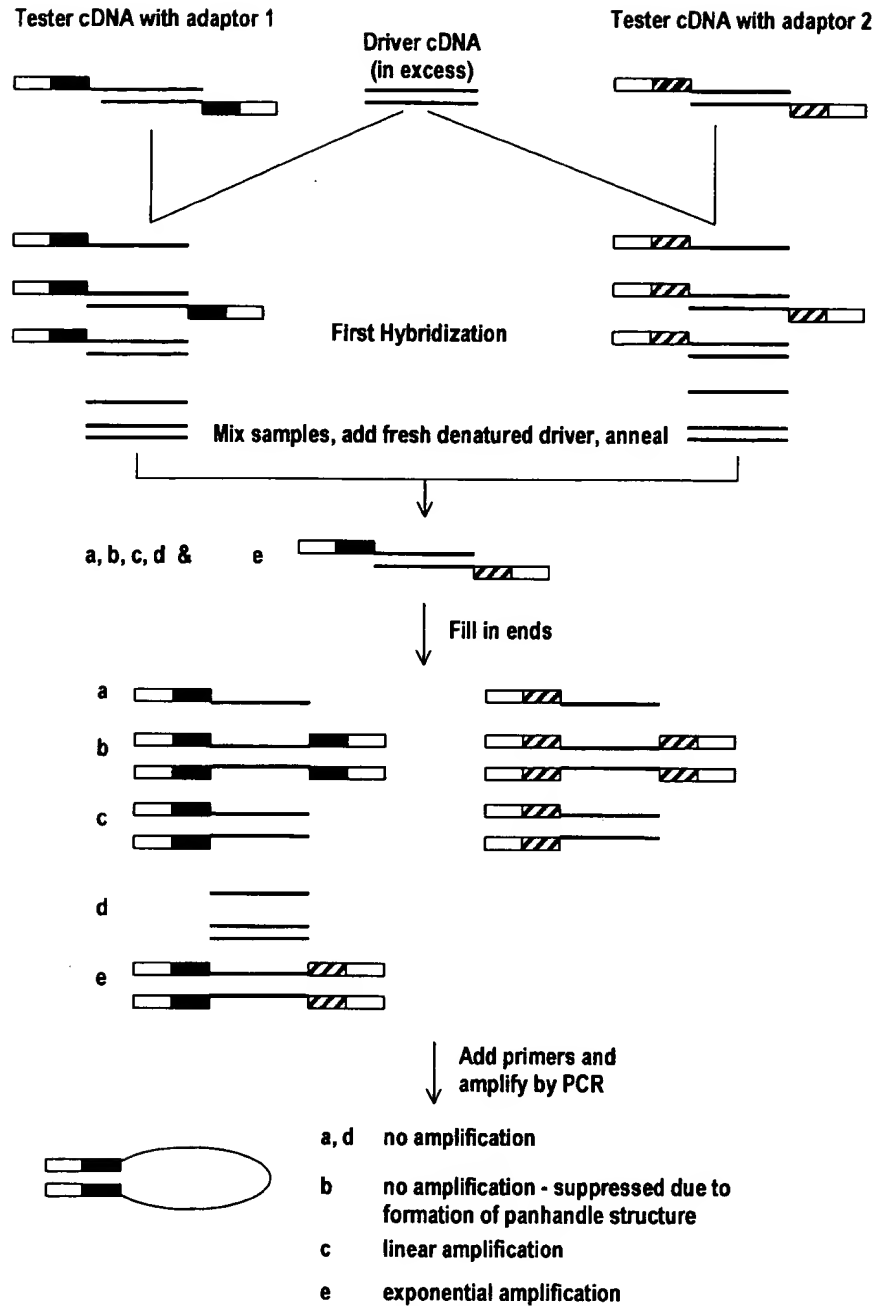 Tester cDNA with adaptor 1
Driver cDNA
(in excess)
Tester cDNA with adaptor 2
First Hybridization
Mix samples, add fresh denatured driver, anneal
a, b, c, d & e
Fill in ends
a
b
c
d
e
Add primers and
amplify by PCR
a, d no amplification
b no amplification - suppressed due to
formation of panhandle structure
c linear amplification
e exponential amplification